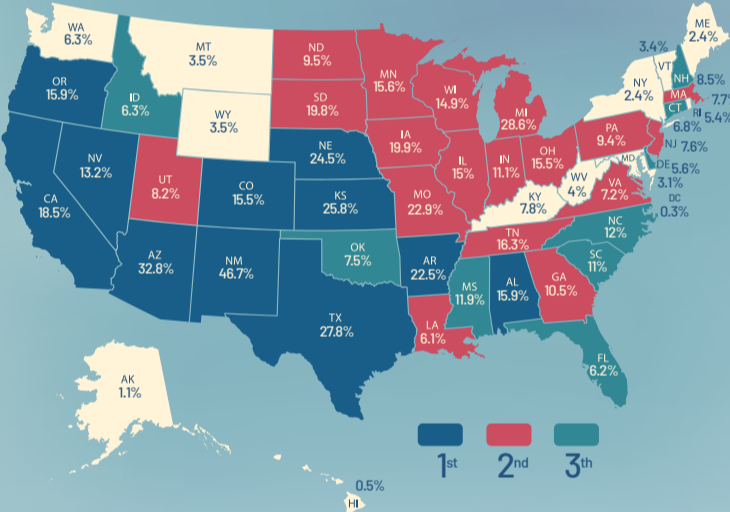 WA
6.3%
OR
15.9%
CA
18.5%
NV
13.2%
ID
6.3%
MT
3.5%
WY
3.5%
UT
8.2%
AZ
32.8%
CO
15.5%
NM
46.7%
ND
9.5%
SD
19.8%
NE
24.5%
KS
25.8%
OK
7.5%
TX
27.8%
MN
15.6%
IA
19.9%
MO
22.9%
AR
22.5%
LA
6.1%
WI
14.9%
IL
15%
MI
28.6%
IN
11.1%
OH
15.5%
KY
7.8%
TN
16.3%
MS
11.9%
AL
15.9%
GA
10.5%
FL
6.2%
SC
11%
NC
12%
VA
7.2%
WV
4%
PA
9.4%
NY
2.4%
ME
2.4%
3.4%
VT
NH
8.5%
MA
7.7%
CT
6.8%
RI
5.4%
NJ 7.6%
DE 5.6%
MD
3.1%
DC
0.3%
AK
1.1%
0.5%
HI
1st
2nd
3th